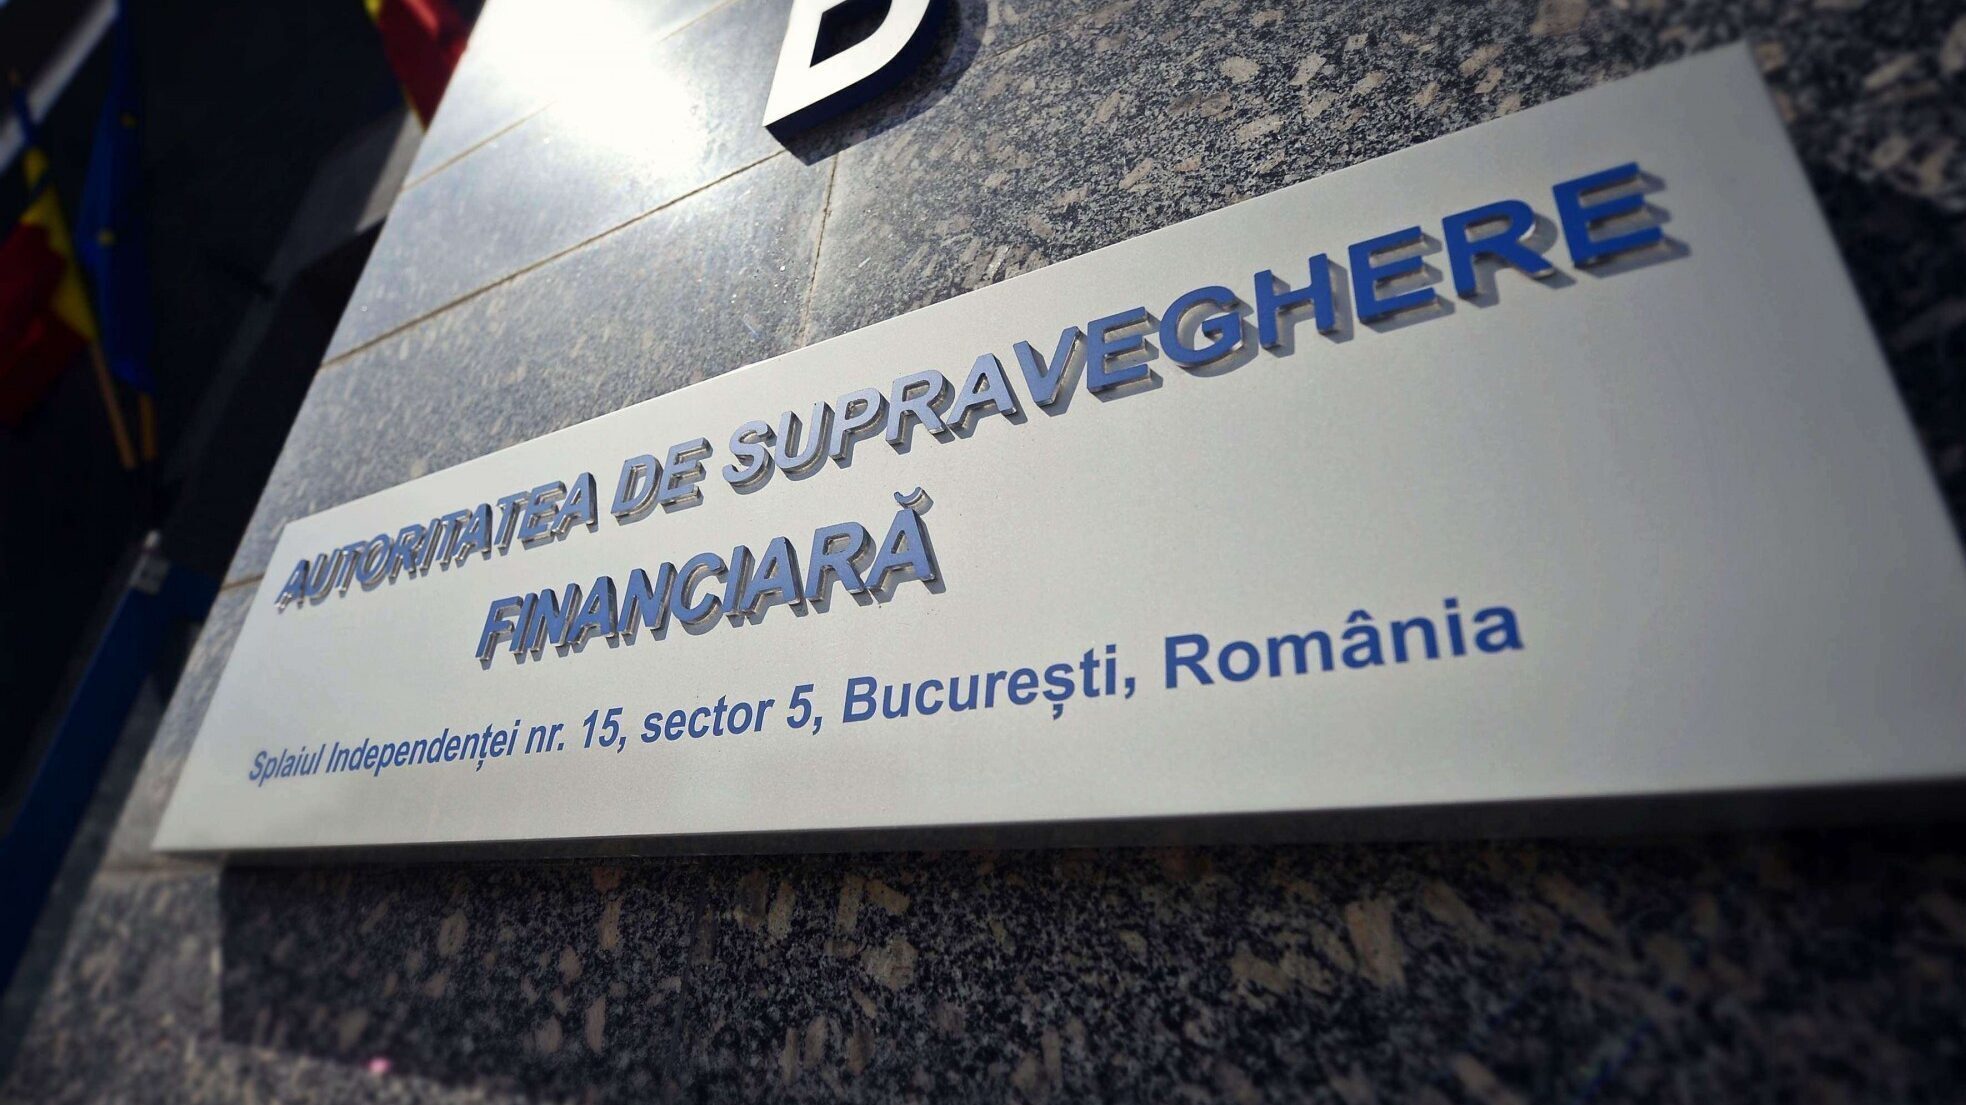 AUTORITATEA DE SUPRAVEGHERE
FINANCIARĂ
Splaiul Independenței nr. 15, sector 5, București, România